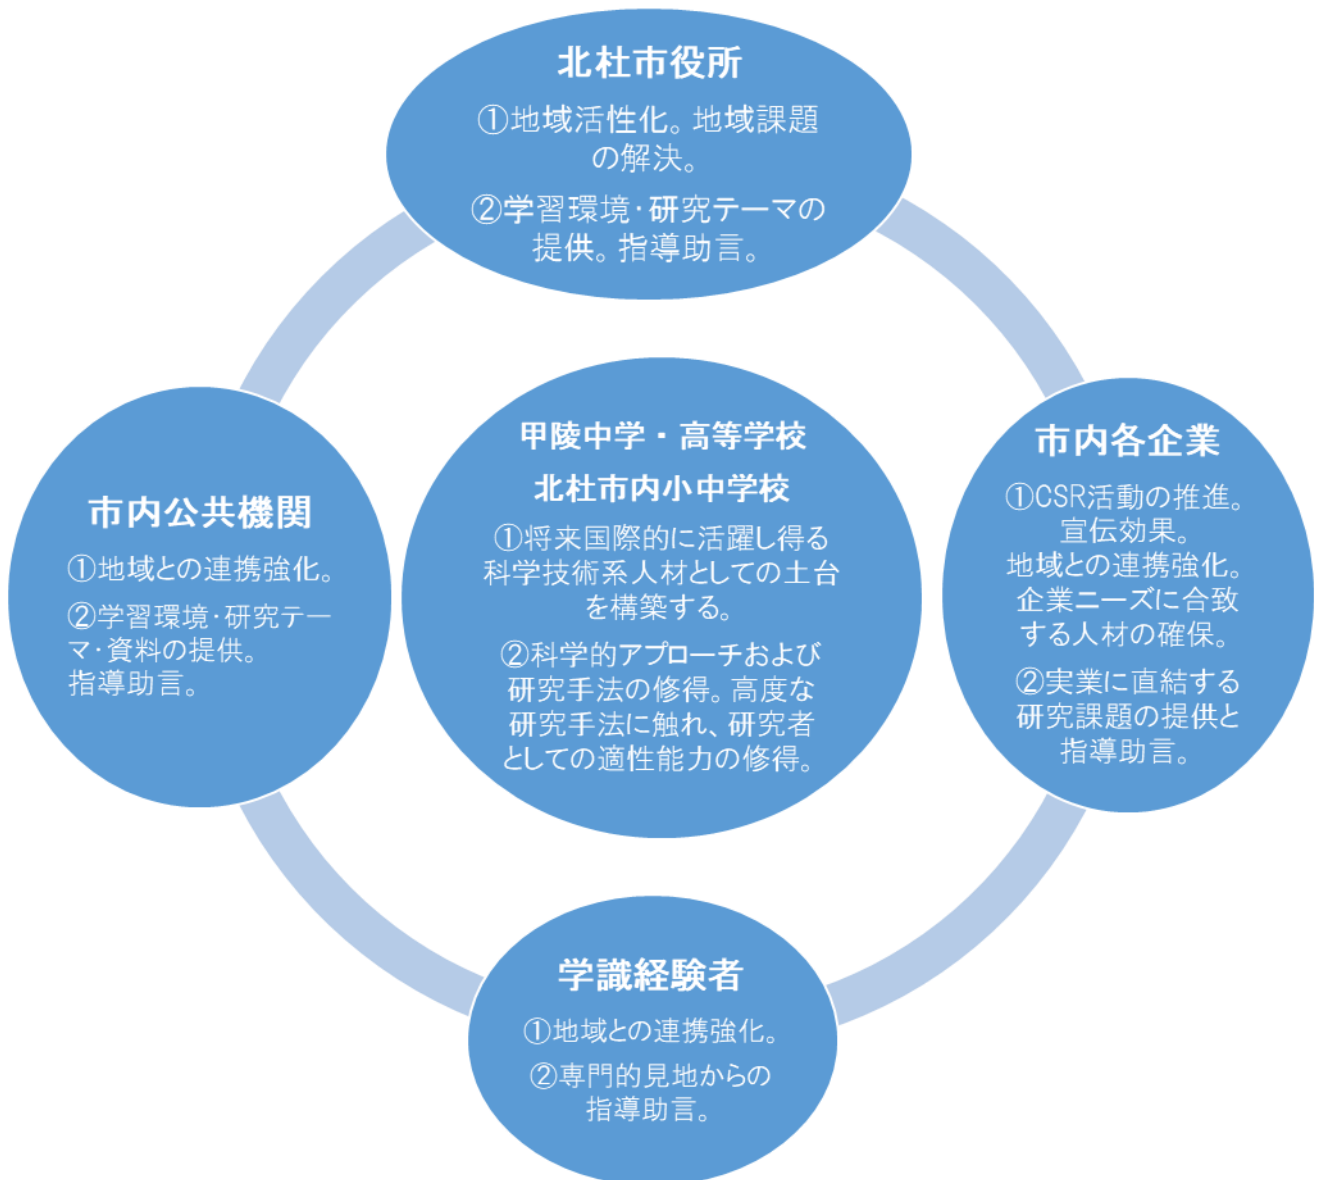 北杜市役所
①地域活性化。地域課題
の解決。
②学習環境・研究テーマの
提供。指導助言。
甲陵中学・高等学校
北杜市内小中学校
①将来国際的に活躍し得る
科学技術系人材としての土台
を構築する。
②科学的アプローチおよび
研究手法の修得。高度な
研究手法に触れ、研究者
としての適性能力の修得。
市内各企業
①CSR活動の推進。
宣伝効果。
地域との連携強化。
企業ニーズに合致
する人材の確保。
②実業に直結する
研究課題の提供と
指導助言。
市内公共機関
①地域との連携強化。
②学習環境・研究テー
マ・資料の提供。
指導助言。
学識経験者
①地域との連携強化。
②専門的見地からの
指導助言。